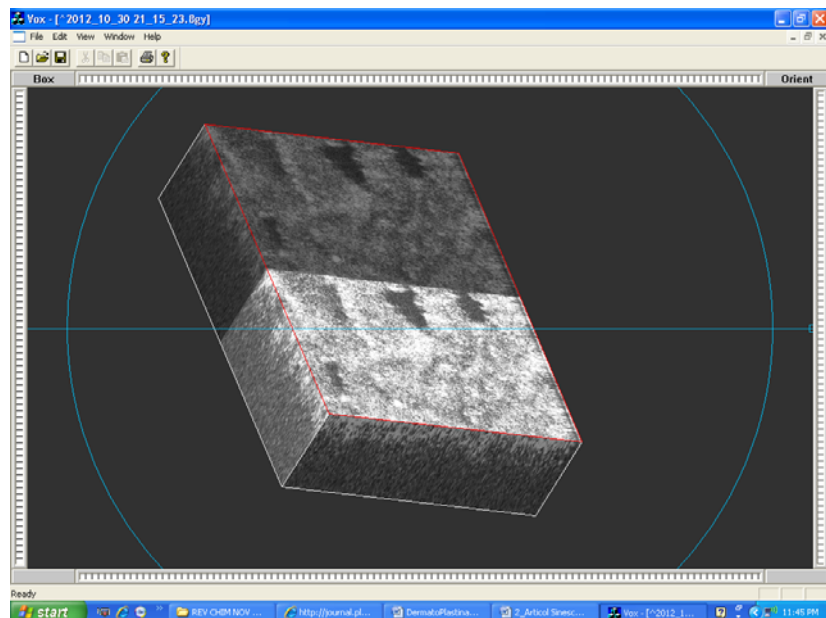 Vox - [^2012_10_30 21_15_23.8gy]
File Edit View Window Help
Box Orient
Ready
start » REV CHIM NOV ... http://journal.pl... DermatoPlastina... 2_Articol Sinesc... Vox - [^2012_1... 11:45 PM